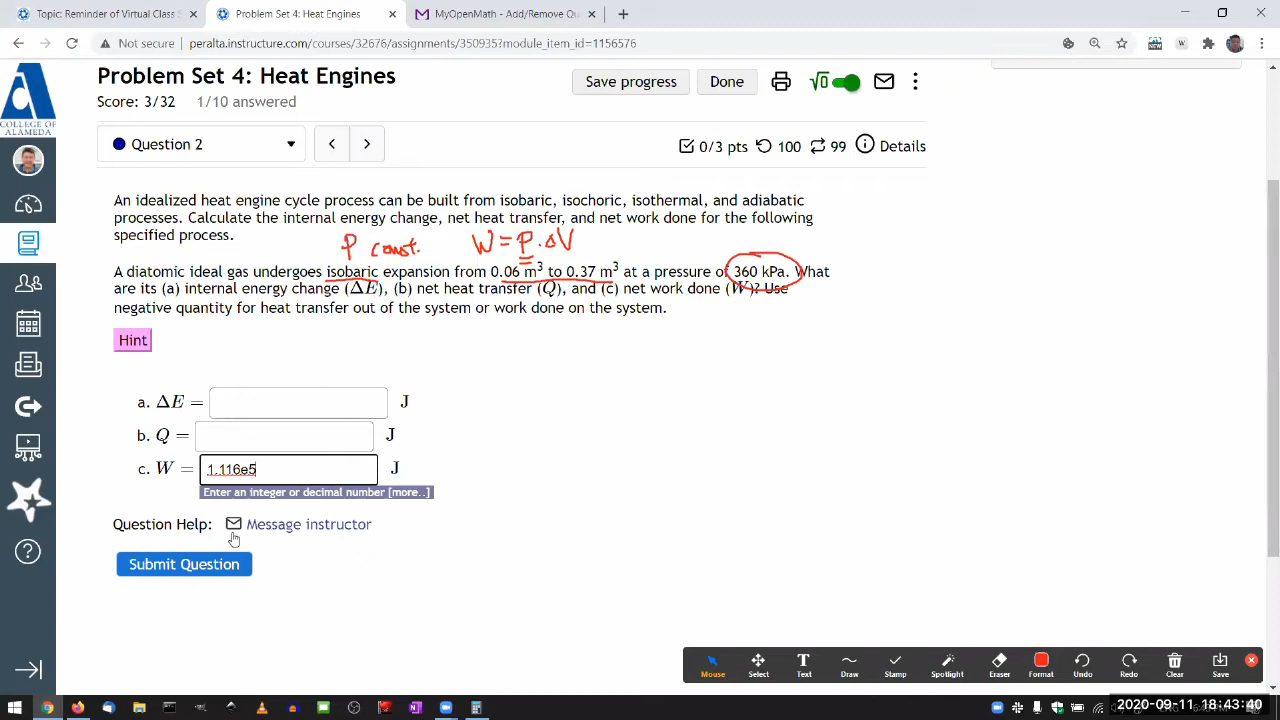 Topic: Reminder of Virtual Class S
Problem Set 4: Heat Engines
MyOpenMath - Add/Remove Qu
Not secure | peralta.instructure.com/courses/32676/assignments/350935?module_item_id=1156576
COLLEGE OF ALAMEDA
Problem Set 4: Heat Engines
Save progress
Done
√0
Score: 3/32 1/10 answered
Question 2
0/3 pts 100 99 Details
An idealized heat engine cycle process can be built from isobaric, isochoric, isothermal, and adiabatic
processes. Calculate the internal energy change, net heat transfer, and net work done for the following
specified process.
P const. W = P · ΔV
A diatomic ideal gas undergoes isobaric expansion from 0.06 m³ to 0.37 m³ at a pressure of 360 kPa. What
are its (a) internal energy change (ΔE), (b) net heat transfer (Q), and (c) net work done (W)? Use
negative quantity for heat transfer out of the system or work done on the system.
Hint
a. ΔE = J
b. Q = J
c. W = 1.116e5 J
Enter an integer or decimal number [more..]
Question Help: Message instructor
Submit Question
Mouse Select Text Draw Stamp Spotlight Eraser Format Undo Redo Clear Save
2020-09-11 18:43:40